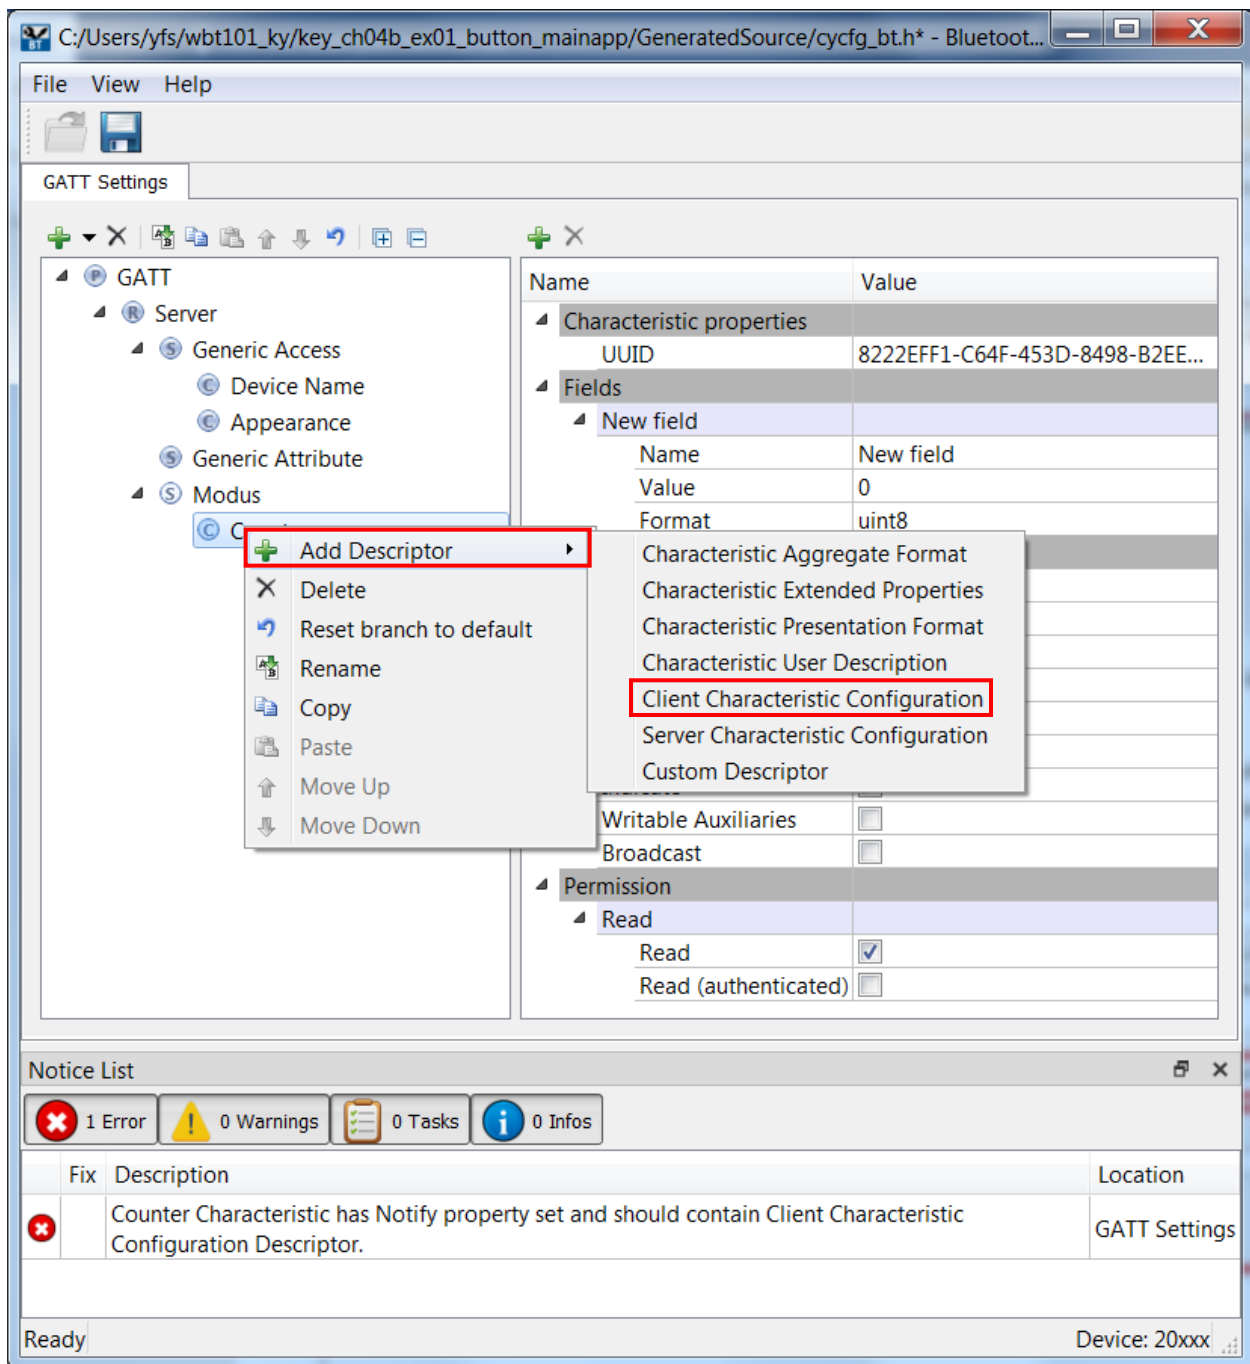 C:/Users/yfs/wbt101_ky/key_ch04b_ex01_button_mainapp/GeneratedSource/cycfg_bt.h* - Bluetoot...
File View Help
GATT Settings
GATT
Server
Generic Access
Device Name
Appearance
Generic Attribute
Modus
Name Value
Characteristic properties
UUID 8222EFF1-C64F-453D-8498-B2EE...
Fields
New field
Name New field
Value 0
Format uint8
Add Descriptor
Delete
Reset branch to default
Rename
Copy
Paste
Move Up
Move Down
Characteristic Aggregate Format
Characteristic Extended Properties
Characteristic Presentation Format
Characteristic User Description
Client Characteristic Configuration
Server Characteristic Configuration
Custom Descriptor
Writable Auxiliaries
Broadcast
Permission
Read
Read
Read (authenticated)
Notice List
1 Error 0 Warnings 0 Tasks 0 Infos
Fix Description Location
Counter Characteristic has Notify property set and should contain Client Characteristic
Configuration Descriptor.
GATT Settings
Ready Device: 20xxx